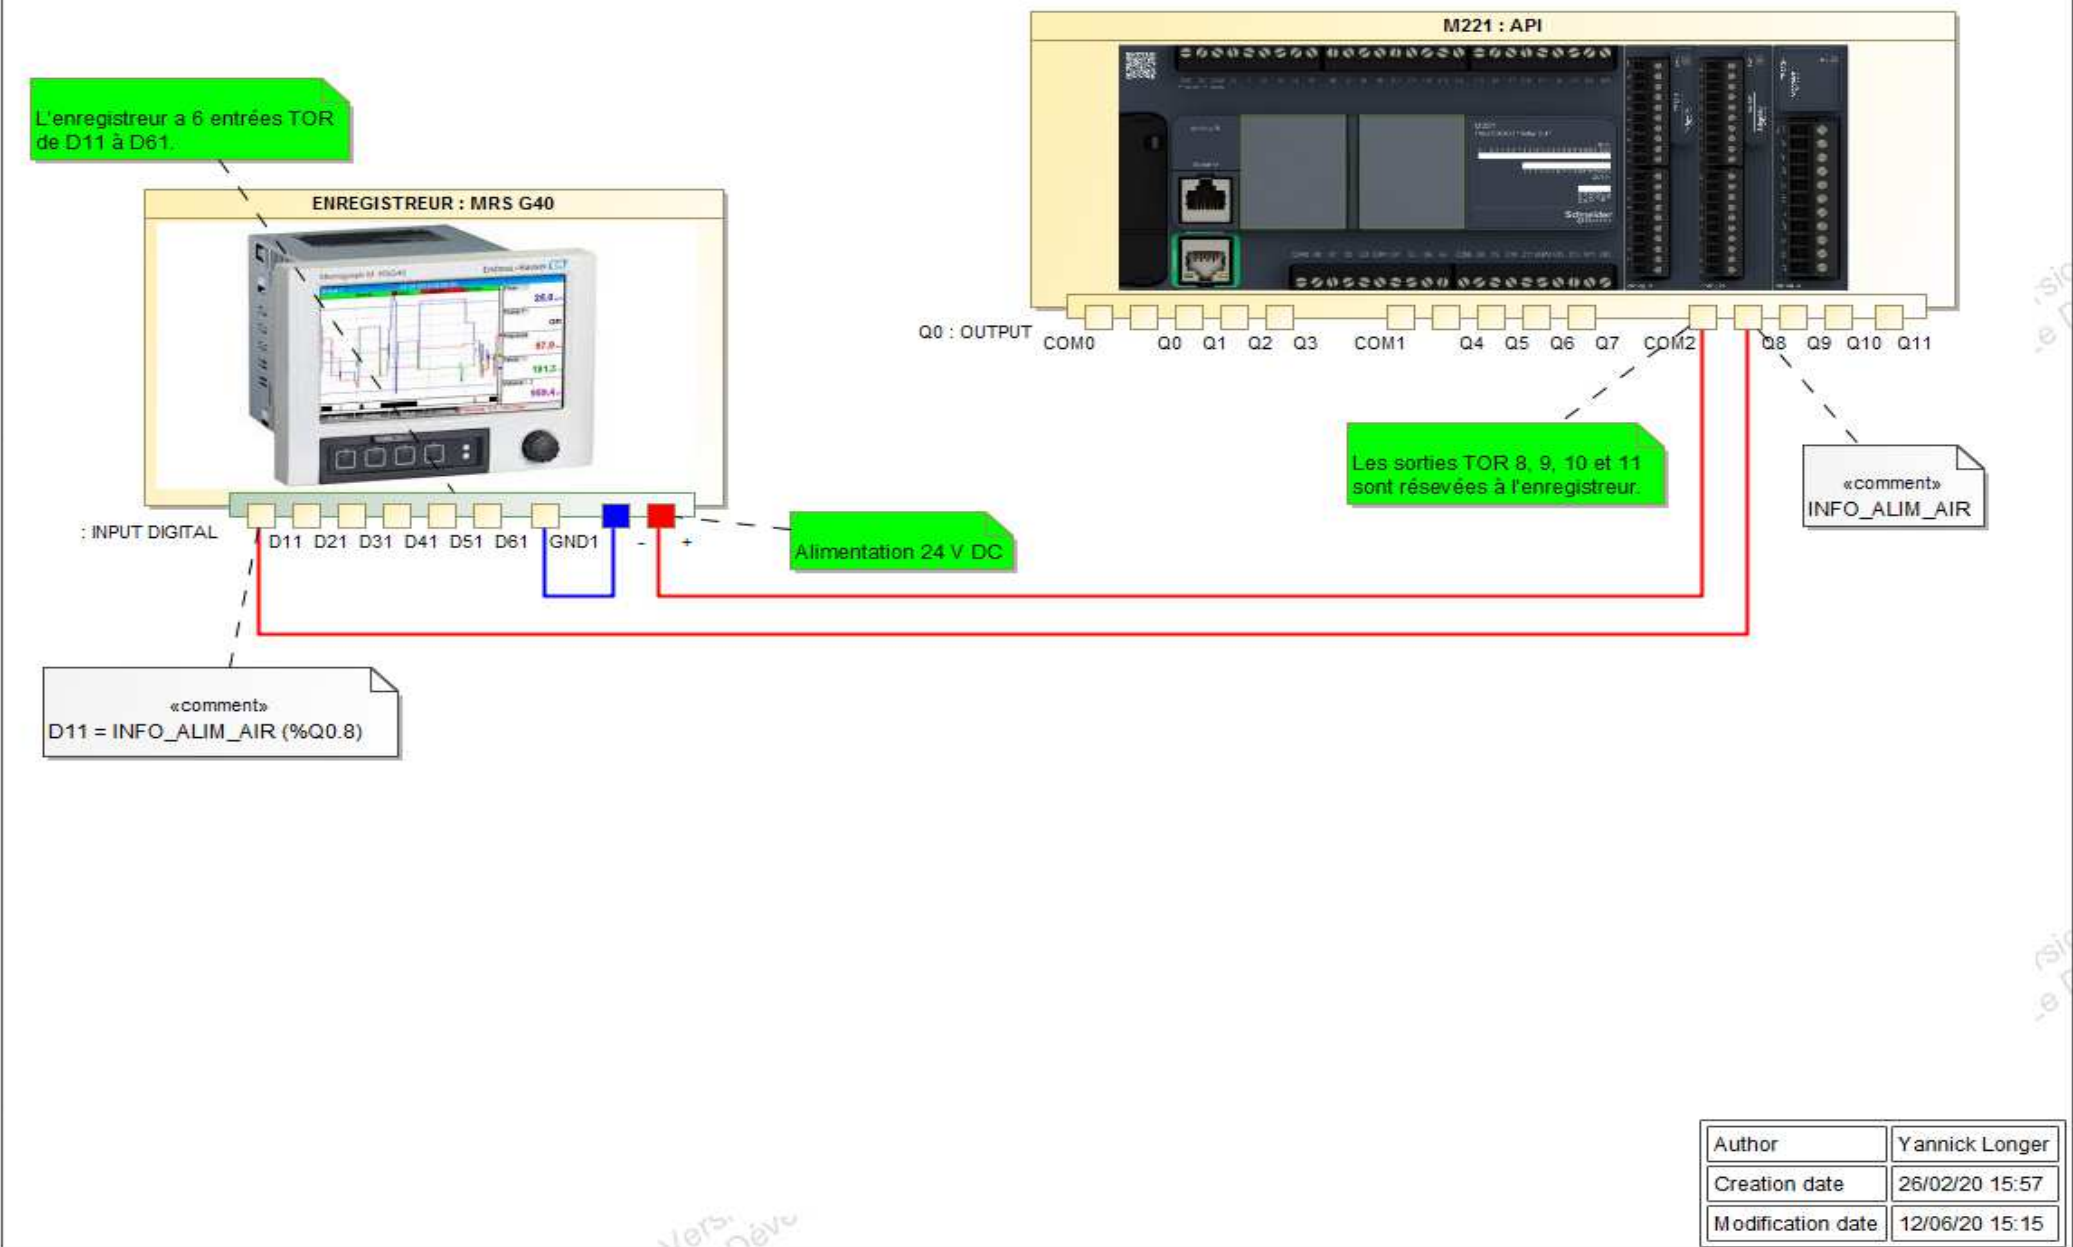 M221 : API
L'enregistreur a 6 entrées TOR
de D11 à D61.
ENREGISTREUR : MRS G40
Endress+Hauser
M221
Schneider
Q0 : OUTPUT
COM0 Q0 Q1 Q2 Q3 COM1 Q4 Q5 Q6 Q7 COM2 Q8 Q9 Q10 Q11
Les sorties TOR 8, 9, 10 et 11
sont résevées à l'enregistreur.
«comment»
INFO_ALIM_AIR
: INPUT DIGITAL
D11 D21 D31 D41 D51 D61 GND1 - +
Alimentation 24 V DC
«comment»
D11 = INFO_ALIM_AIR (%Q0.8)
Author Yannick Longer
Creation date 26/02/20 15:57
Modification date 12/06/20 15:15